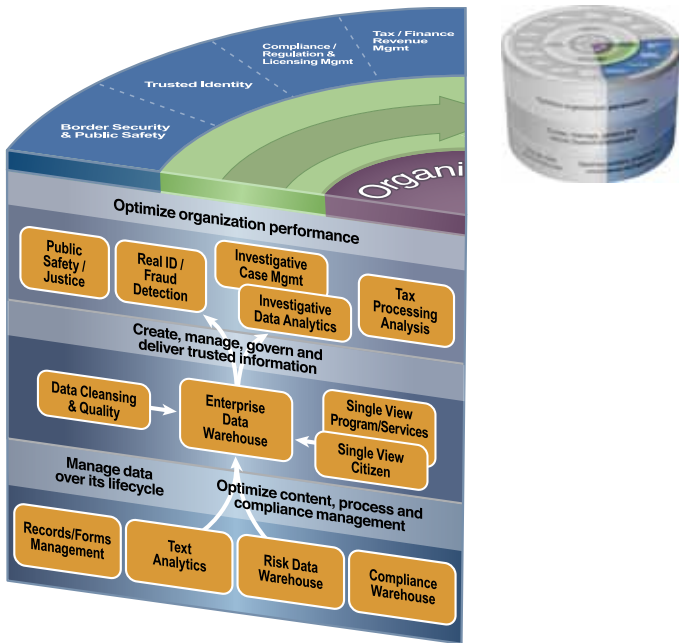 Tax / Finance
Revenue
Mgmt
Compliance /
Regulation &
Licensing Mgmt
Trusted Identity
Border Security
& Public Safety
Organi
Optimize organization performance
Public
Safety /
Justice
Real ID /
Fraud
Detection
Investigative
Case Mgmt
Investigative
Data Analytics
Tax
Processing
Analysis
Create, manage, govern and
deliver trusted information
Data Cleansing
& Quality
Enterprise
Data
Warehouse
Single View
Program/Services
Single View
Citizen
Manage data
over its lifecycle
Optimize content, process and
compliance management
Records/Forms
Management
Text
Analytics
Risk Data
Warehouse
Compliance
Warehouse